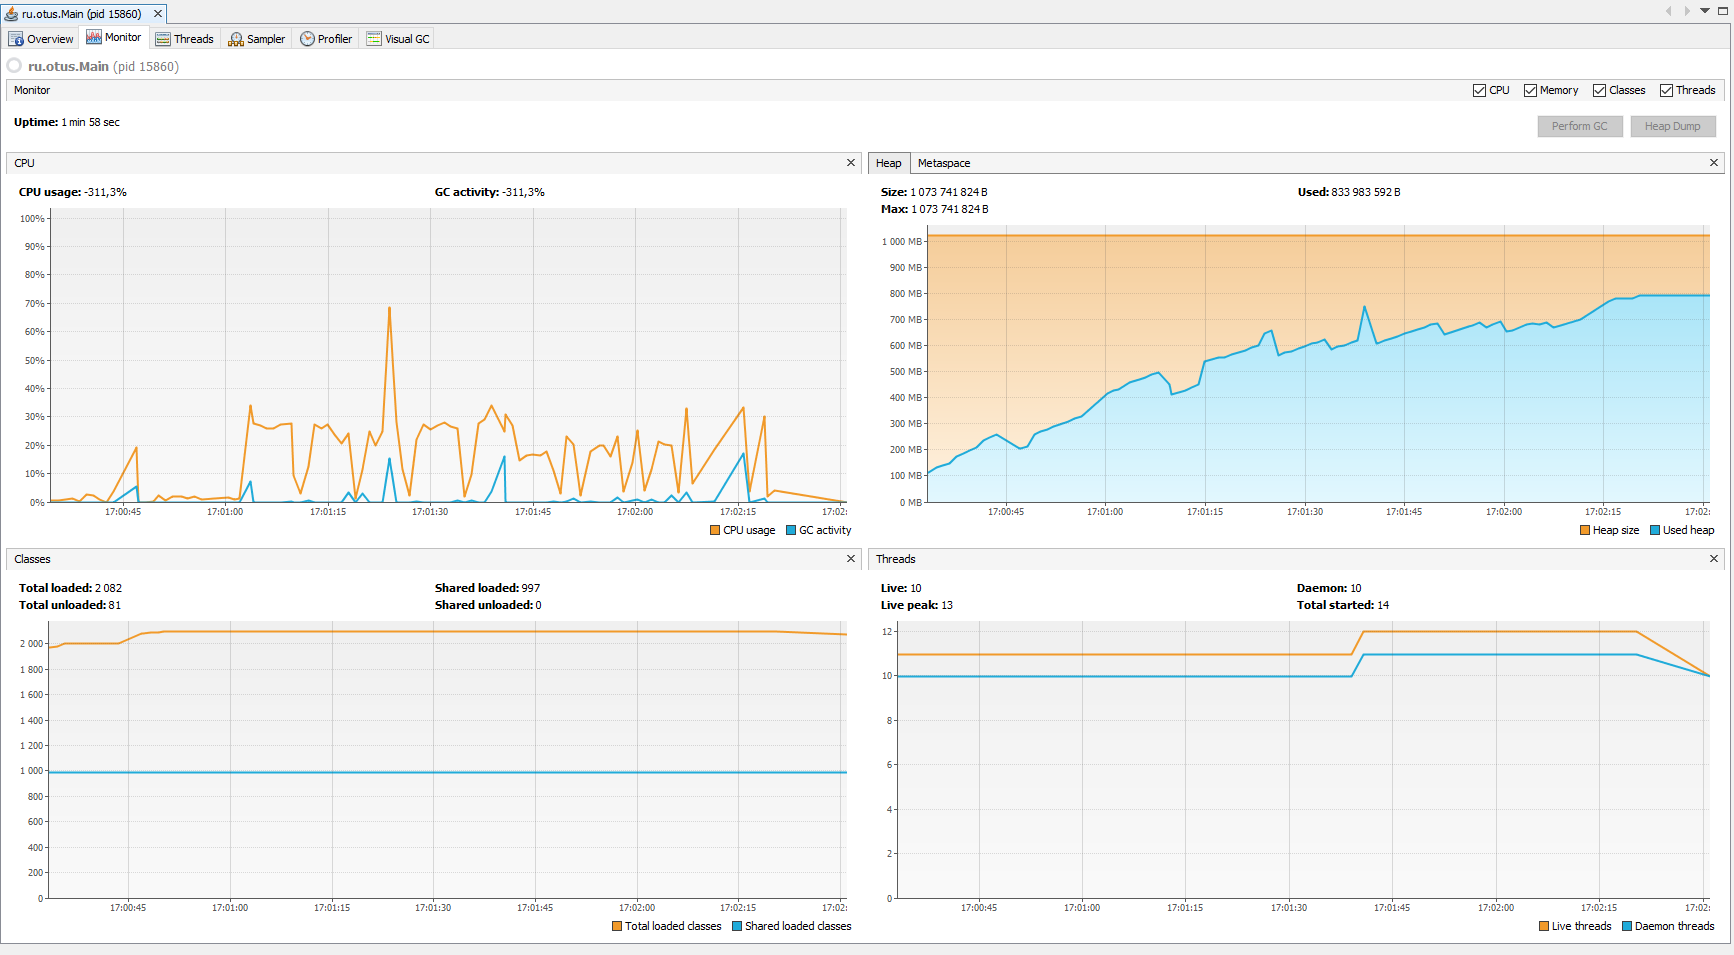 ru.otus.Main (pid 15860)
Overview Monitor Threads Sampler Profiler Visual GC
ru.otus.Main (pid 15860)
Monitor CPU Memory Classes Threads
Uptime: 1 min 58 sec
Perform GC Heap Dump
CPU
CPU usage: -311,3% GC activity: -311,3%
100%
90%
80%
70%
60%
50%
40%
30%
20%
10%
0%
17:00:45 17:01:00 17:01:15 17:01:30 17:01:45 17:02:00 17:02:15 17:02:
CPU usage GC activity
Heap Metaspace
Size: 1 073 741 824 B Used: 833 983 592 B
Max: 1 073 741 824 B
1 000 MB
900 MB
800 MB
700 MB
600 MB
500 MB
400 MB
300 MB
200 MB
100 MB
0 MB
17:00:45 17:01:00 17:01:15 17:01:30 17:01:45 17:02:00 17:02:15 17:02:
Heap size Used heap
Classes
Total loaded: 2 082 Shared loaded: 997
Total unloaded: 81 Shared unloaded: 0
2 000
1 800
1 600
1 400
1 200
1 000
800
600
400
200
0
17:00:45 17:01:00 17:01:15 17:01:30 17:01:45 17:02:00 17:02:15 17:02:
Total loaded classes Shared loaded classes
Threads
Live: 10 Daemon: 10
Live peak: 13 Total started: 14
12
10
8
6
4
2
0
17:00:45 17:01:00 17:01:15 17:01:30 17:01:45 17:02:00 17:02:15 17:02:
Live threads Daemon threads